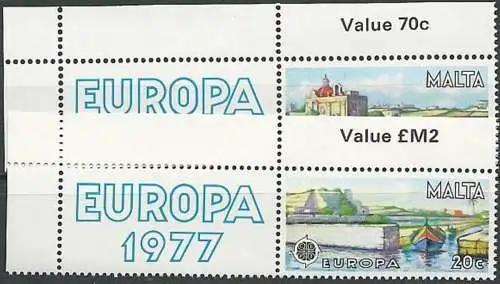 Value 70c
EUROPA
MALTA
Value £M2
EUROPA
1977
MALTA
EUROPA
20c